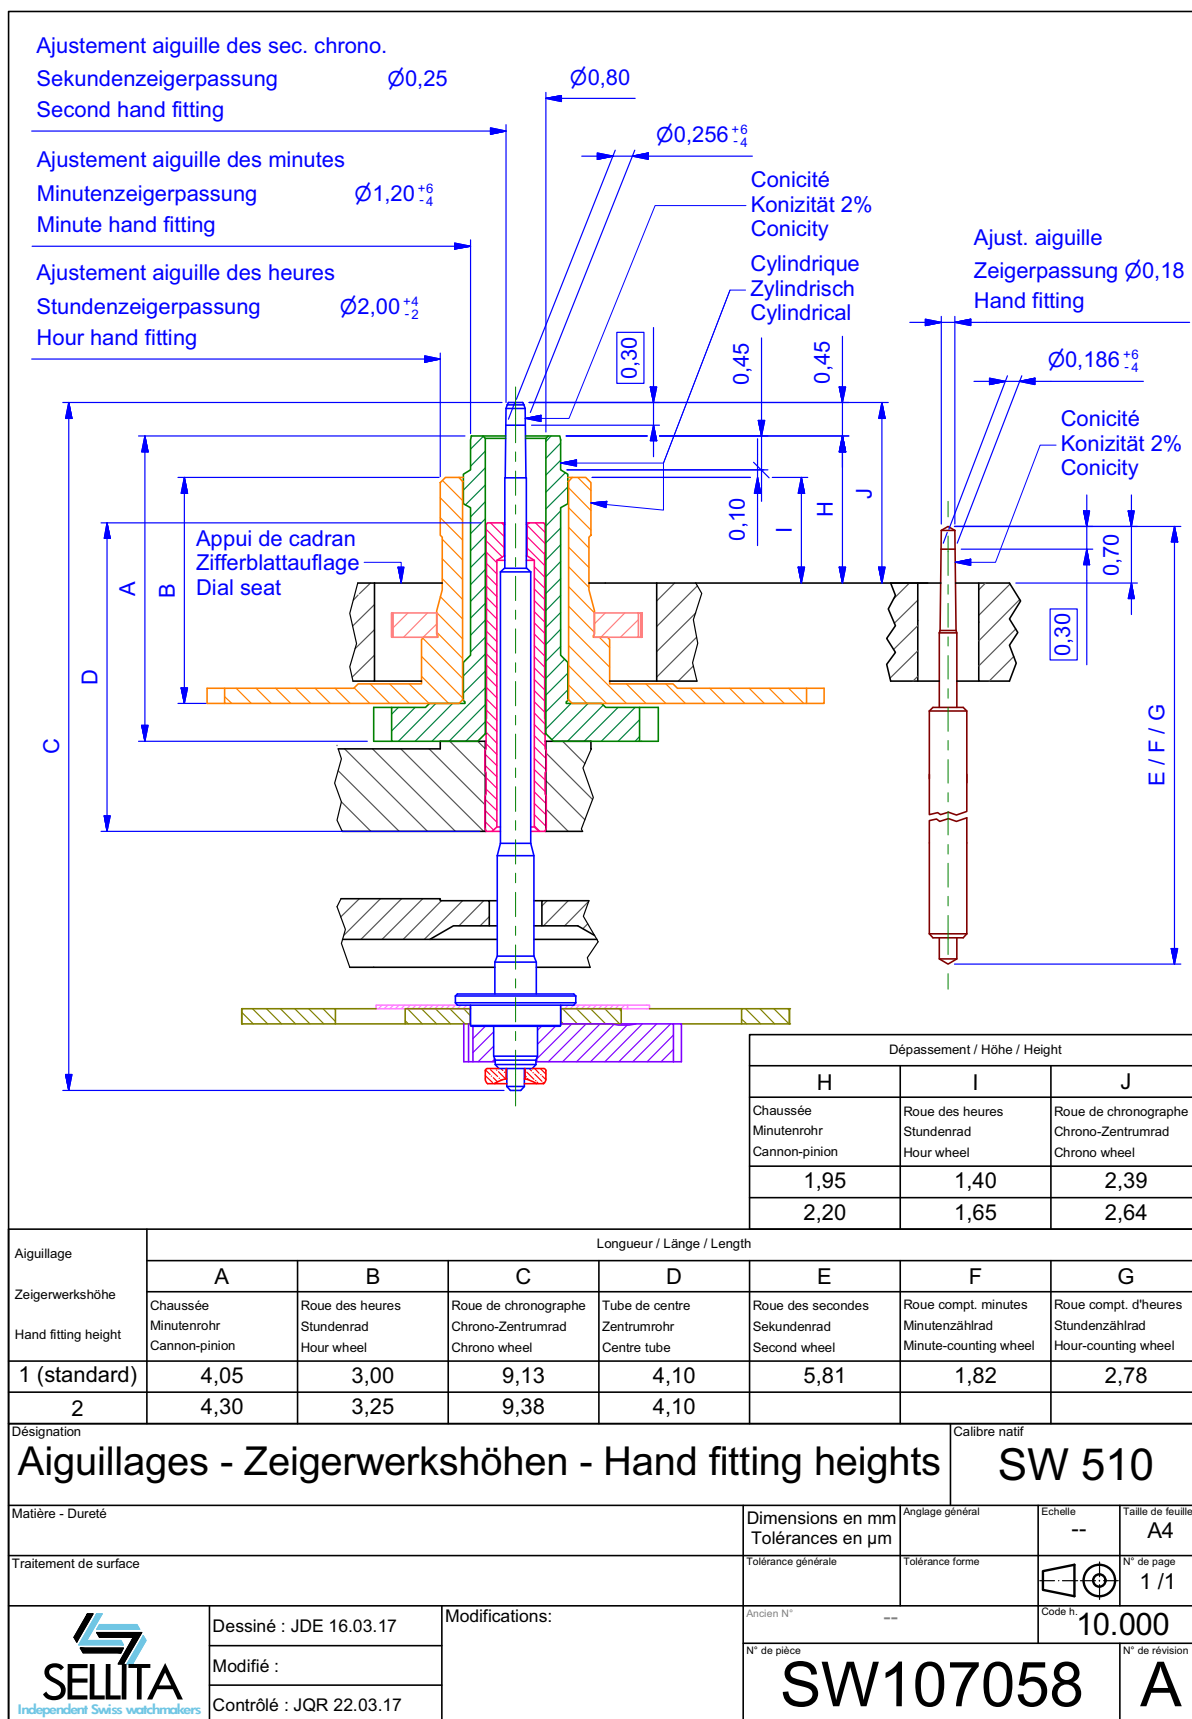 Ajustement aiguille des sec. chrono.
Sekundenzeigerpassung Ø0,25
Second hand fitting
Ø0,80
Ajustement aiguille des minutes
Minutenzeigerpassung Ø1,20 +6 -4
Minute hand fitting
Ø0,256 +6 -4
Ajustement aiguille des heures
Stundenzeigerpassung Ø2,00 +4 -2
Hour hand fitting
Conicité
Konizität 2%
Conicity
Cylindrique
Zylindrisch
Cylindrical
Ajust. aiguille
Zeigerpassung Ø0,18
Hand fitting
Ø0,186 +6 -4
Conicité
Konizität 2%
Conicity
0,30
0,45
0,45
0,10
I
H
J
Appui de cadran
Zifferblattauflage
Dial seat
A
B
D
C
0,70
0,30
E / F / G
Dépassement / Höhe / Height
H I J
Chaussée Roue des heures Roue de chronographe
Minutenrohr Stundenrad Chrono-Zentrumrad
Cannon-pinion Hour wheel Chrono wheel
1,95 1,40 2,39
2,20 1,65 2,64
Aiguillage
Zeigerwerkshöhe
Hand fitting height
Longueur / Länge / Length
A B C D E F G
Chaussée Roue des heures Roue de chronographe Tube de centre Roue des secondes Roue compt. minutes Roue compt. d'heures
Minutenrohr Stundenrad Chrono-Zentrumrad Zentrumrohr Sekundenrad Minutenzählrad Stundenzählrad
Cannon-pinion Hour wheel Chrono wheel Centre tube Second wheel Minute-counting wheel Hour-counting wheel
1 (standard) 4,05 3,00 9,13 4,10 5,81 1,82 2,78
2 4,30 3,25 9,38 4,10
Désignation
Aiguillages - Zeigerwerkshöhen - Hand fitting heights
Calibre natif
SW 510
Matière - Dureté
Dimensions en mm
Tolérances en µm
Anglage général
Echelle
--
Taille de feuille
A4
Traitement de surface
Tolérance générale
Tolérance forme
N° de page
1 /1
SELLITA
Independent Swiss watchmakers
Dessiné : JDE 16.03.17
Modifié :
Contrôlé : JQR 22.03.17
Modifications:
Ancien N° --
Code h. 10.000
N° de pièce
SW107058
N° de révision
A